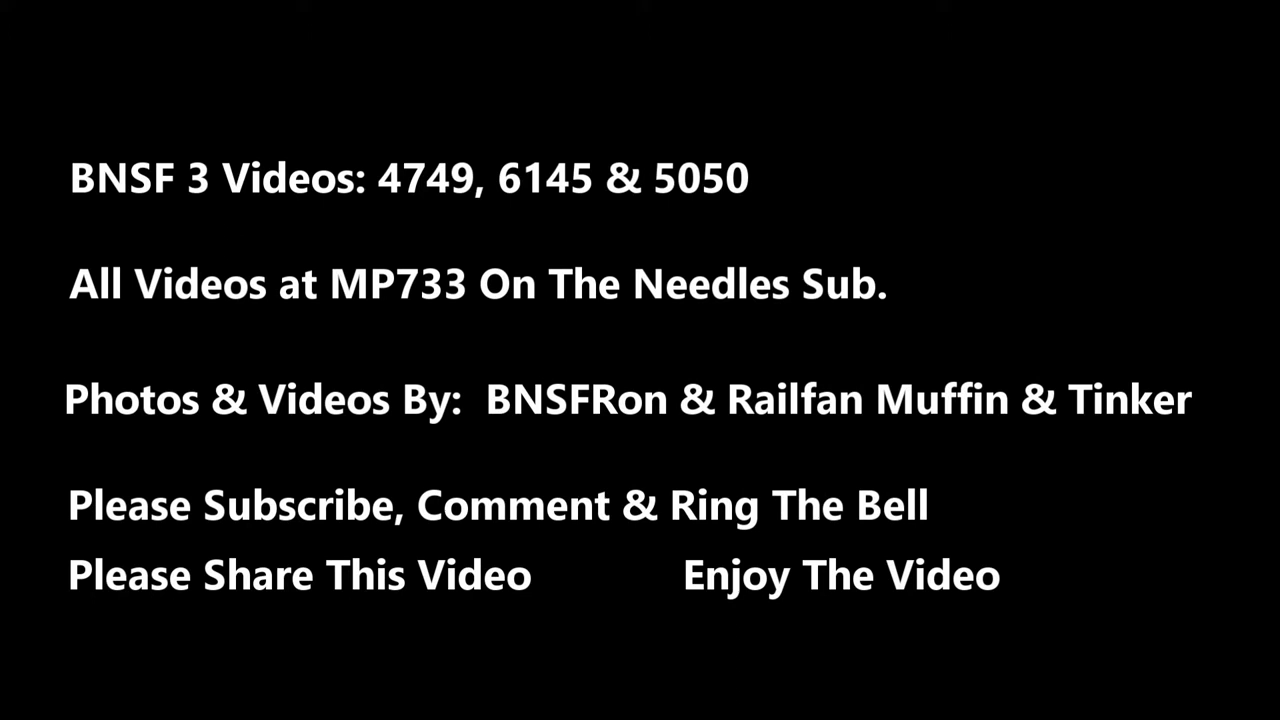 BNSF 3 Videos: 4749, 6145 & 5050
All Videos at MP733 On The Needles Sub.
Photos & Videos By:  BNSFRon & Railfan Muffin & Tinker
Please Subscribe, Comment & Ring The Bell
Please Share This Video Enjoy The Video